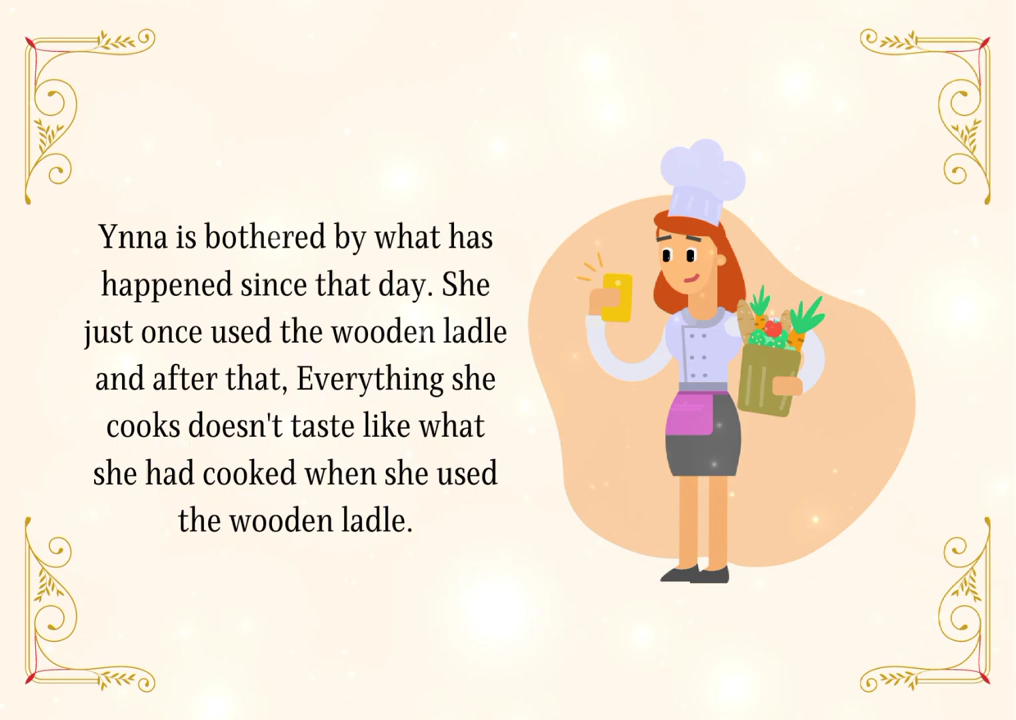 Ynna is bothered by what has
happened since that day. She
just once used the wooden ladle
and after that, Everything she
cooks doesn't taste like what
she had cooked when she used
the wooden ladle.